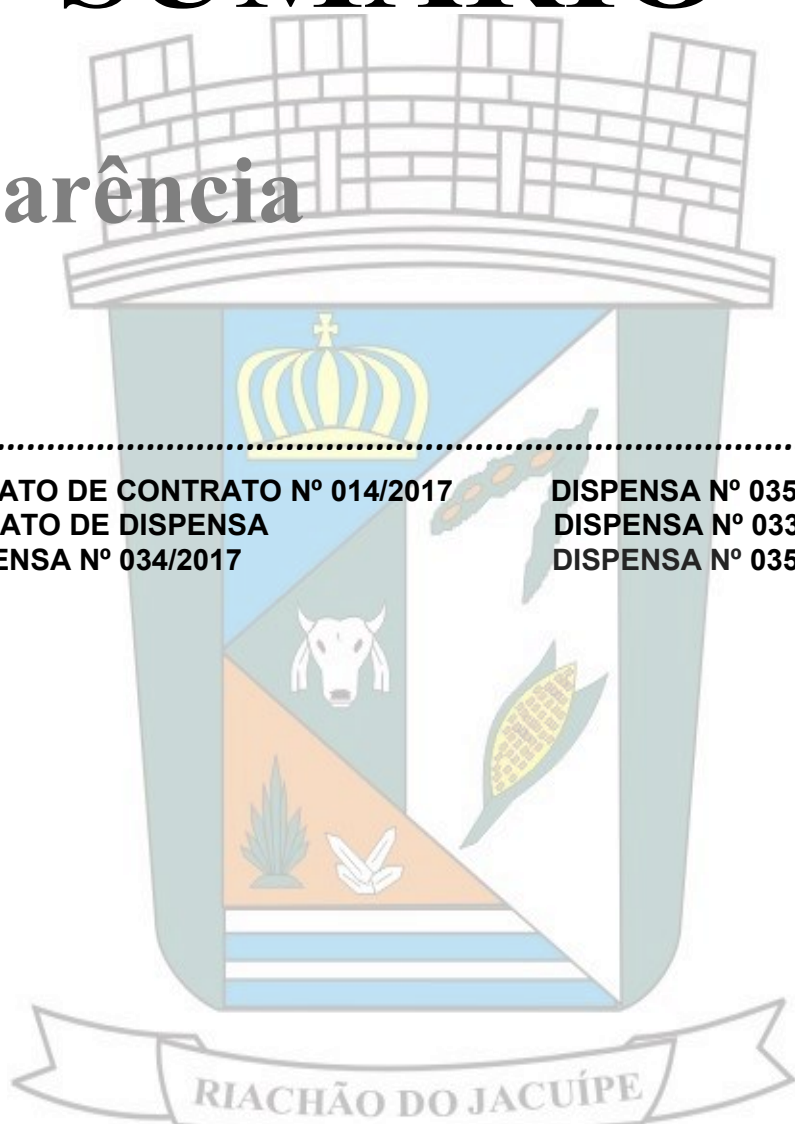 SUMÁRIO
arência
ATO DE CONTRATO Nº 014/2017 DISPENSA Nº 035
ATO DE DISPENSA DISPENSA Nº 033
ENSA Nº 034/2017 DISPENSA Nº 035
RIACHÃO DO JACUÍPE